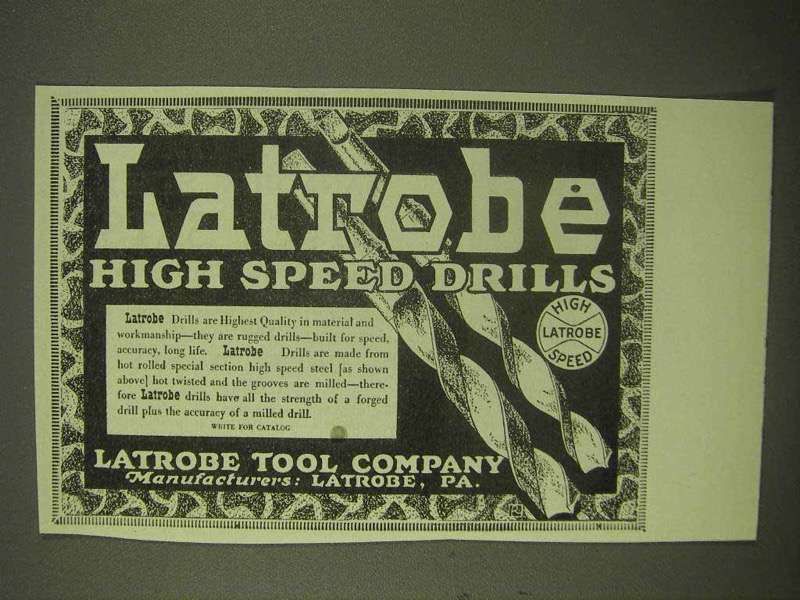 Latrobe
HIGH SPEED DRILLS
Latrobe Drills are Highest Quality in material and
workmanship—they are rugged drills—built for speed,
accuracy, long life. Latrobe Drills are made from
hot rolled special section high speed steel [as shown
above] hot twisted and the grooves are milled—there-
fore Latrobe drills have all the strength of a forged
drill plus the accuracy of a milled drill.
WRITE FOR CATALOG
HIGH
LATROBE
SPEED
LATROBE TOOL COMPANY
Manufacturers: LATROBE, PA.